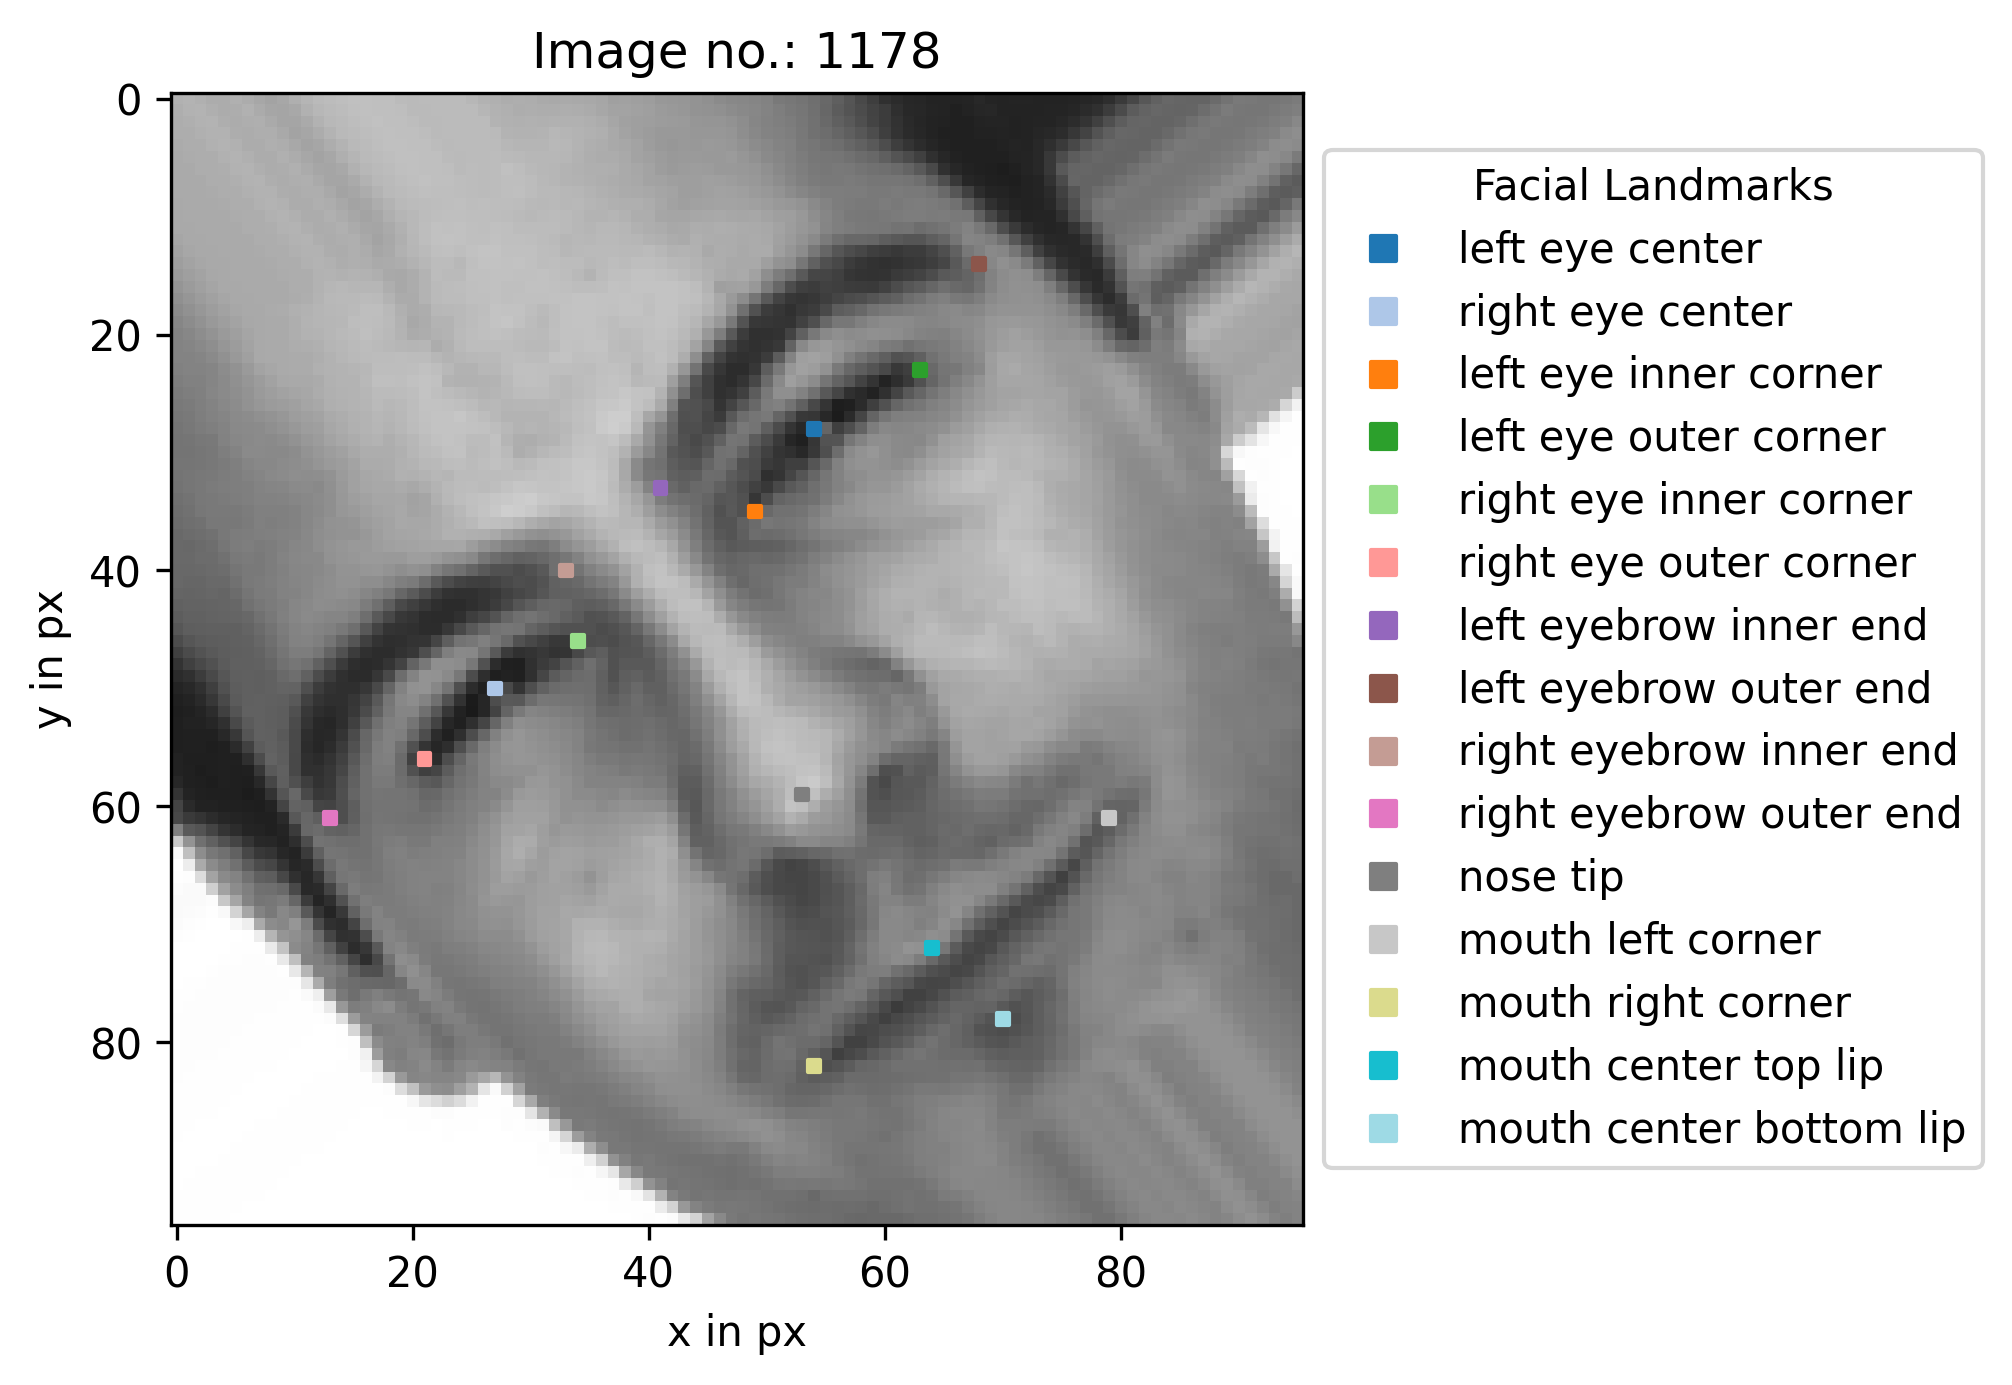 Image no.: 1178
0
20
40
60
80
y in px
0 20 40 60 80
x in px
Facial Landmarks
left eye center
right eye center
left eye inner corner
left eye outer corner
right eye inner corner
right eye outer corner
left eyebrow inner end
left eyebrow outer end
right eyebrow inner end
right eyebrow outer end
nose tip
mouth left corner
mouth right corner
mouth center top lip
mouth center bottom lip